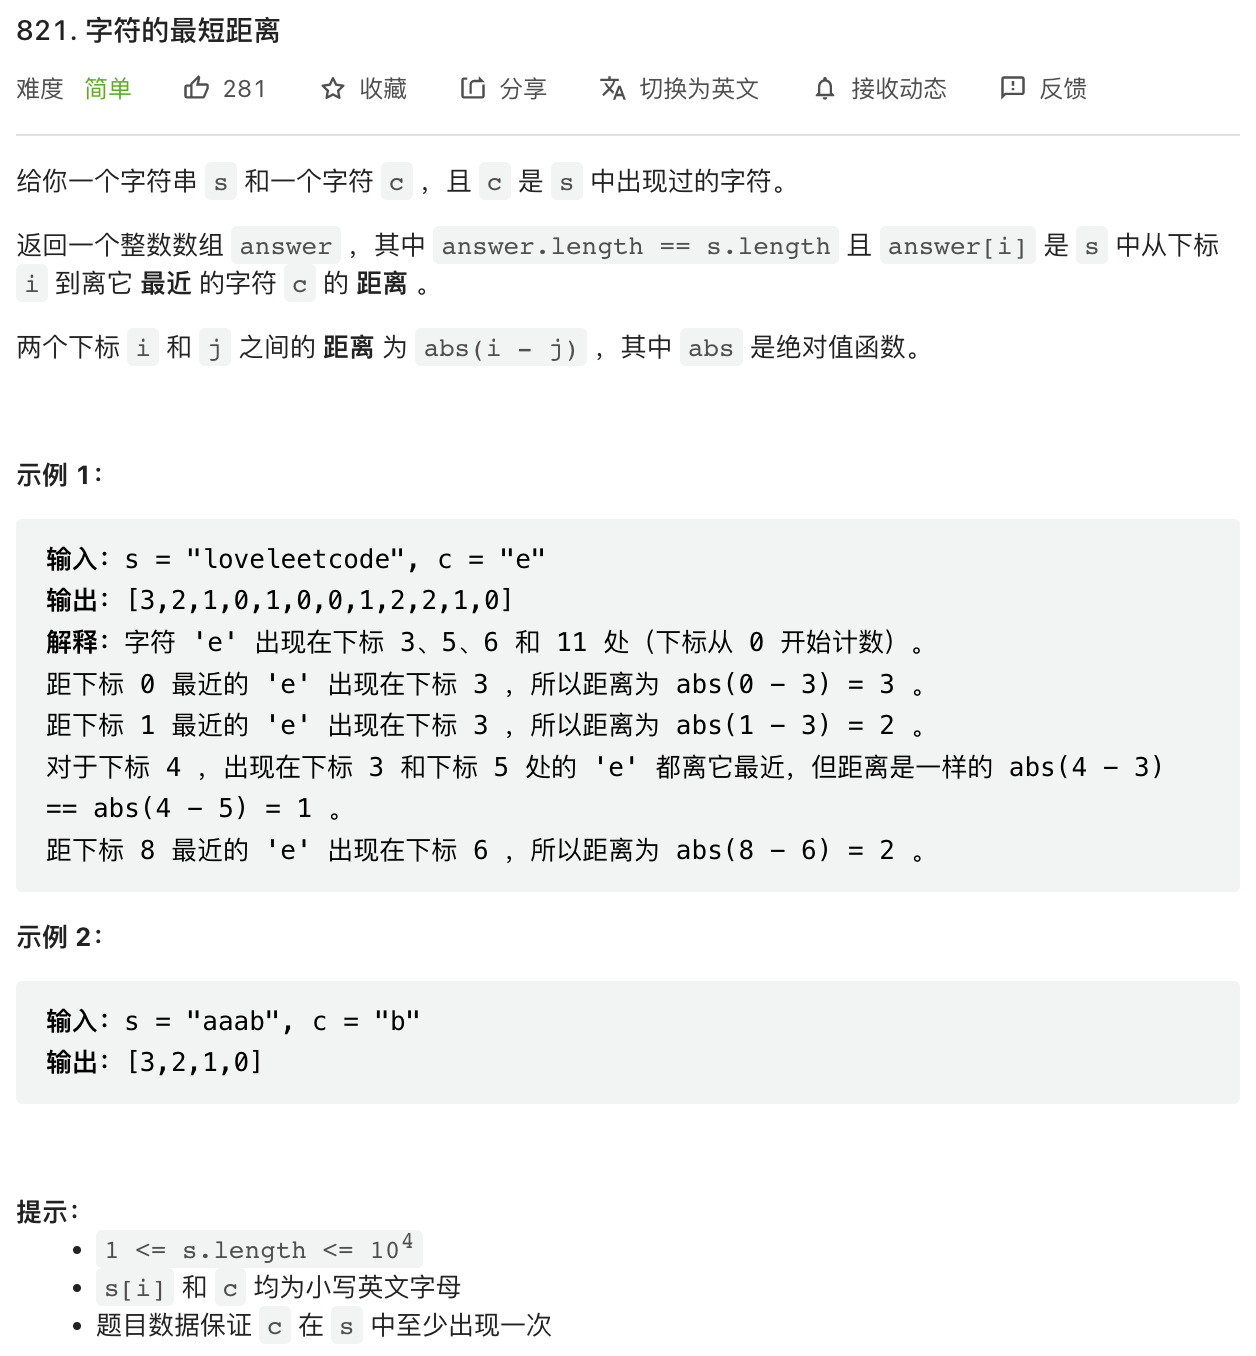 821. 字符的最短距离
难度 简单 281 收藏 分享 切换为英文 接收动态 反馈
给你一个字符串 s 和一个字符 c ，且 c 是 s 中出现过的字符。
返回一个整数数组 answer ，其中 answer.length == s.length 且 answer[i] 是 s 中从下标
i 到离它 最近 的字符 c 的 距离 。
两个下标 i 和 j 之间的 距离 为 abs(i - j) ，其中 abs 是绝对值函数。
示例 1：
输入：s = "loveleetcode", c = "e"
输出：[3,2,1,0,1,0,0,1,2,2,1,0]
解释：字符 'e' 出现在下标 3、5、6 和 11 处（下标从 0 开始计数）。
距下标 0 最近的 'e' 出现在下标 3 ，所以距离为 abs(0 - 3) = 3 。
距下标 1 最近的 'e' 出现在下标 3 ，所以距离为 abs(1 - 3) = 2 。
对于下标 4 ，出现在下标 3 和下标 5 处的 'e' 都离它最近，但距离是一样的 abs(4 - 3)
== abs(4 - 5) = 1 。
距下标 8 最近的 'e' 出现在下标 6 ，所以距离为 abs(8 - 6) = 2 。
示例 2：
输入：s = "aaab", c = "b"
输出：[3,2,1,0]
提示：
• 1 <= s.length <= 10⁴
• s[i] 和 c 均为小写英文字母
• 题目数据保证 c 在 s 中至少出现一次